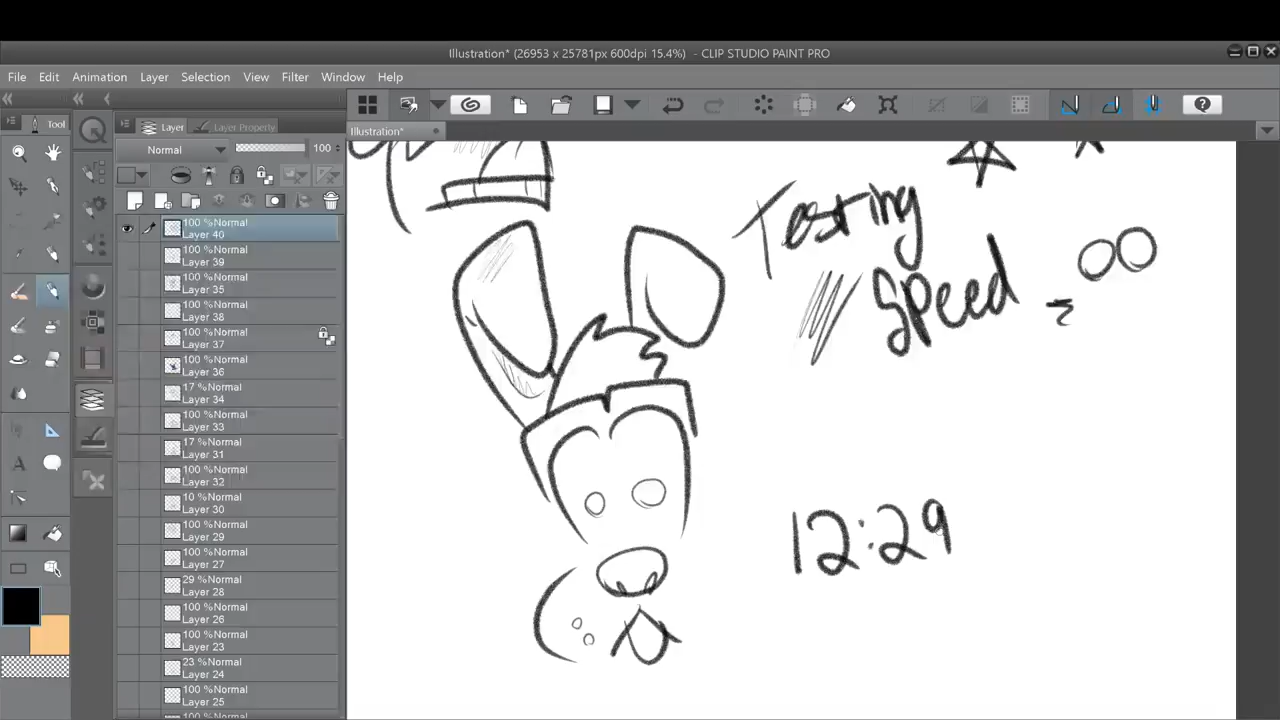 Illustration* (26953 x 25781px 600dpi 15.4%) - CLIP STUDIO PAINT PRO
File Edit Animation Layer Selection View Filter Window Help
Tool
Layer Layer Property
Illustration*
Normal 100
100 %Normal
Layer 40
100 %Normal
Layer 39
100 %Normal
Layer 35
100 %Normal
Layer 38
100 %Normal
Layer 37
100 %Normal
Layer 36
17 %Normal
Layer 34
100 %Normal
Layer 33
17 %Normal
Layer 31
100 %Normal
Layer 32
10 %Normal
Layer 30
100 %Normal
Layer 29
100 %Normal
Layer 27
29 %Normal
Layer 28
100 %Normal
Layer 26
100 %Normal
Layer 23
23 %Normal
Layer 24
100 %Normal
Layer 25
100 %Normal
Testing
Speed
12:29